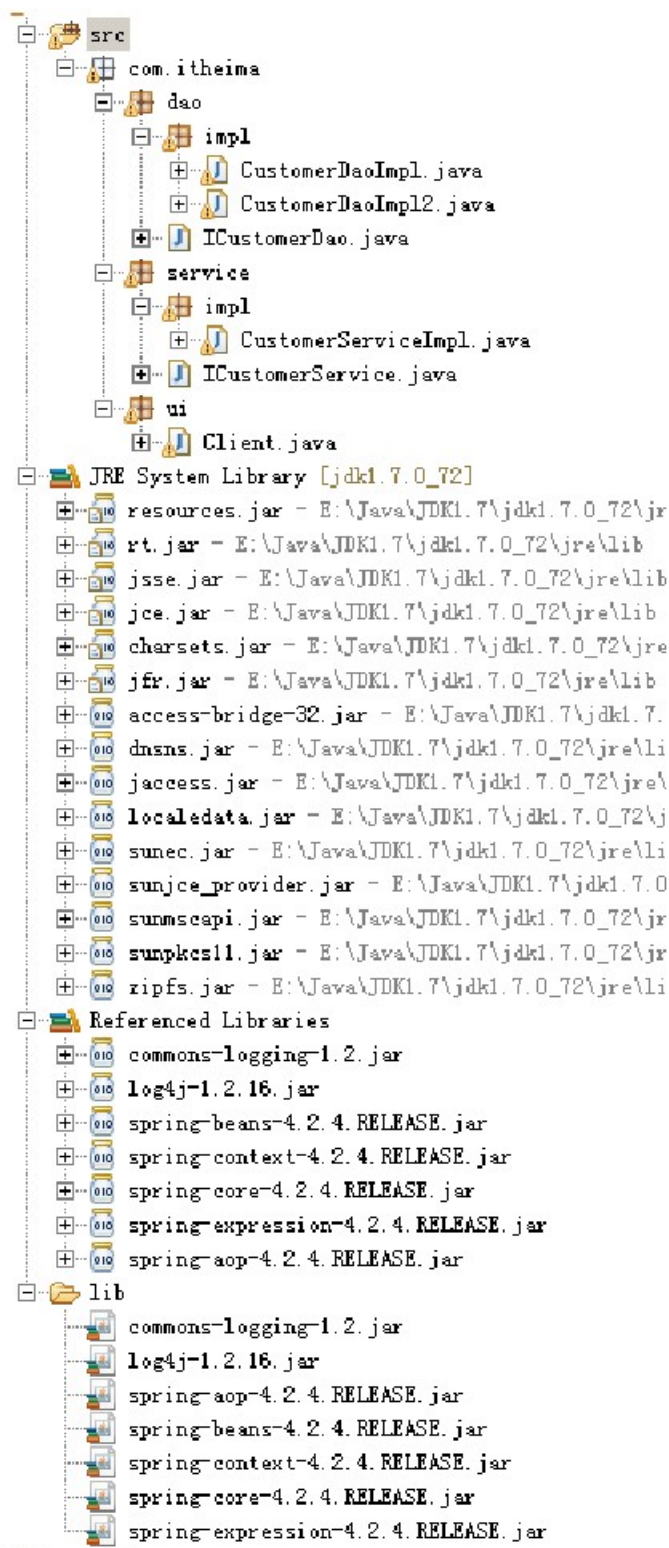 src
com.itheima
dao
impl
CustomerDaoImpl.java
CustomerDaoImpl2.java
ICustomerDao.java
service
impl
CustomerServiceImpl.java
ICustomerService.java
ui
Client.java
JRE System Library [jdk1.7.0_72]
resources.jar - E:\Java\JDK1.7\jdk1.7.0_72\jr
rt.jar - E:\Java\JDK1.7\jdk1.7.0_72\jre\lib
jsse.jar - E:\Java\JDK1.7\jdk1.7.0_72\jre\lib
jce.jar - E:\Java\JDK1.7\jdk1.7.0_72\jre\lib
charsets.jar - E:\Java\JDK1.7\jdk1.7.0_72\jre
jfr.jar - E:\Java\JDK1.7\jdk1.7.0_72\jre\lib
access-bridge-32.jar - E:\Java\JDK1.7\jdk1.7.
dnsns.jar - E:\Java\JDK1.7\jdk1.7.0_72\jre\li
jaccess.jar - E:\Java\JDK1.7\jdk1.7.0_72\jre\
localedata.jar - E:\Java\JDK1.7\jdk1.7.0_72\j
sunec.jar - E:\Java\JDK1.7\jdk1.7.0_72\jre\li
sunjce_provider.jar - E:\Java\JDK1.7\jdk1.7.0
sunmscapi.jar - E:\Java\JDK1.7\jdk1.7.0_72\jr
sunpkcs11.jar - E:\Java\JDK1.7\jdk1.7.0_72\jr
zipfs.jar - E:\Java\JDK1.7\jdk1.7.0_72\jre\li
Referenced Libraries
commons-logging-1.2.jar
log4j-1.2.16.jar
spring-beans-4.2.4.RELEASE.jar
spring-context-4.2.4.RELEASE.jar
spring-core-4.2.4.RELEASE.jar
spring-expression-4.2.4.RELEASE.jar
spring-aop-4.2.4.RELEASE.jar
lib
commons-logging-1.2.jar
log4j-1.2.16.jar
spring-aop-4.2.4.RELEASE.jar
spring-beans-4.2.4.RELEASE.jar
spring-context-4.2.4.RELEASE.jar
spring-core-4.2.4.RELEASE.jar
spring-expression-4.2.4.RELEASE.jar